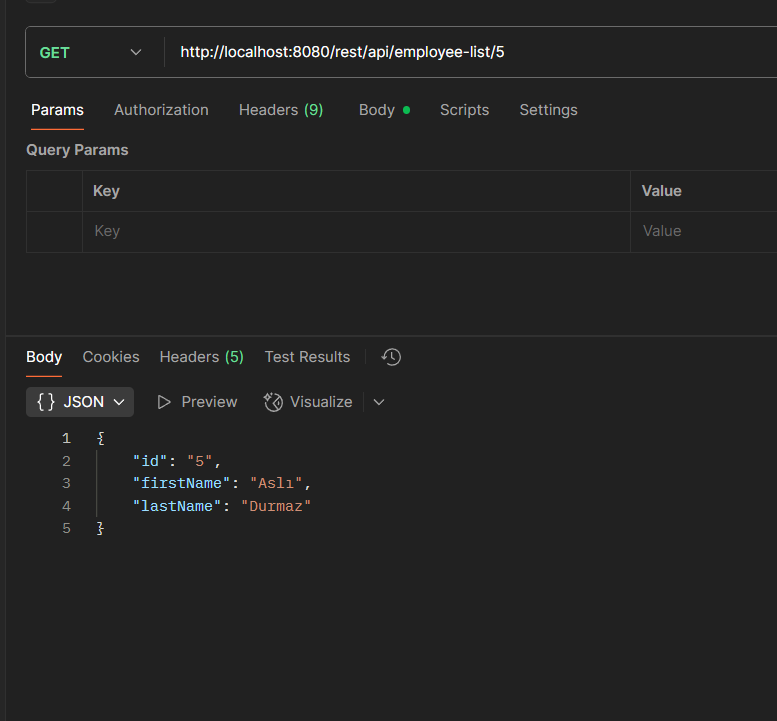 GET http://localhost:8080/rest/api/employee-list/5
Params Authorization Headers (9) Body Scripts Settings
Query Params
Key Value
Key Value
Body Cookies Headers (5) Test Results
{} JSON Preview Visualize
1 {
2 "id": "5",
3 "firstName": "Aslı",
4 "lastName": "Durmaz"
5 }